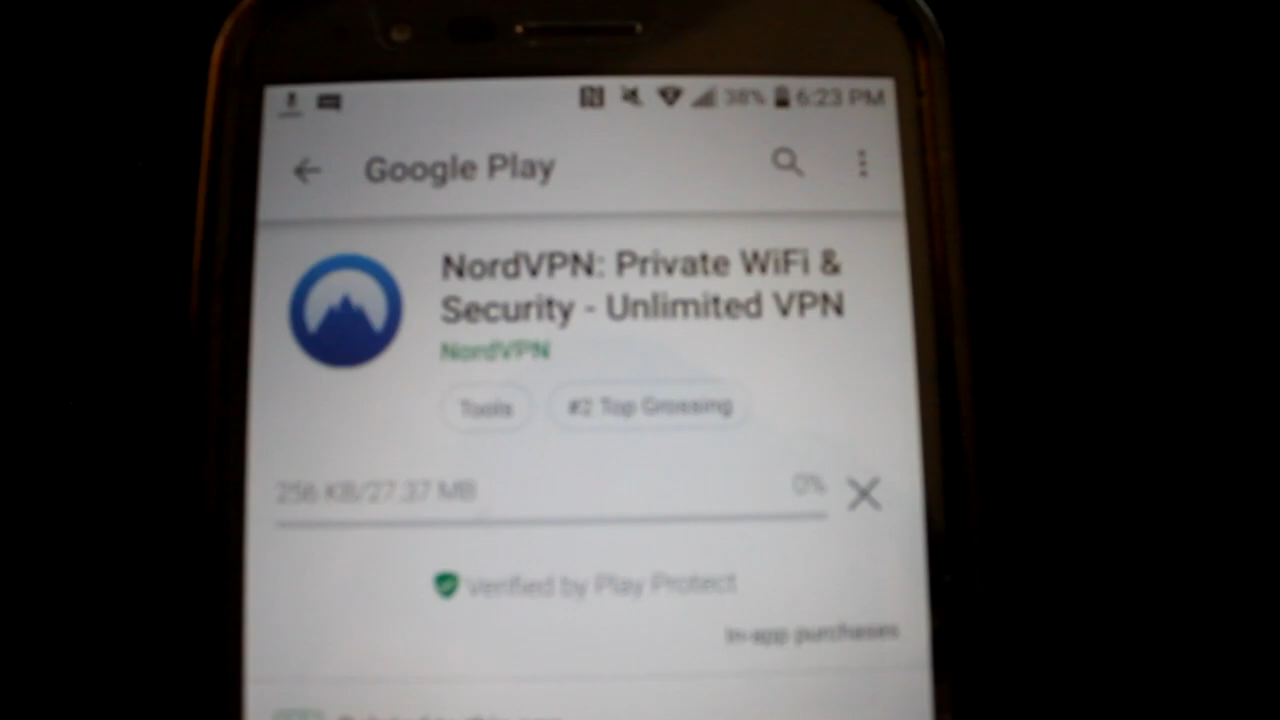 38% 6:23 PM
Google Play
NordVPN: Private WiFi &
Security - Unlimited VPN
NordVPN
Tools #2 Top Grossing
256 KB/27.37 MB 0%
Verified by Play Protect
In-app purchases